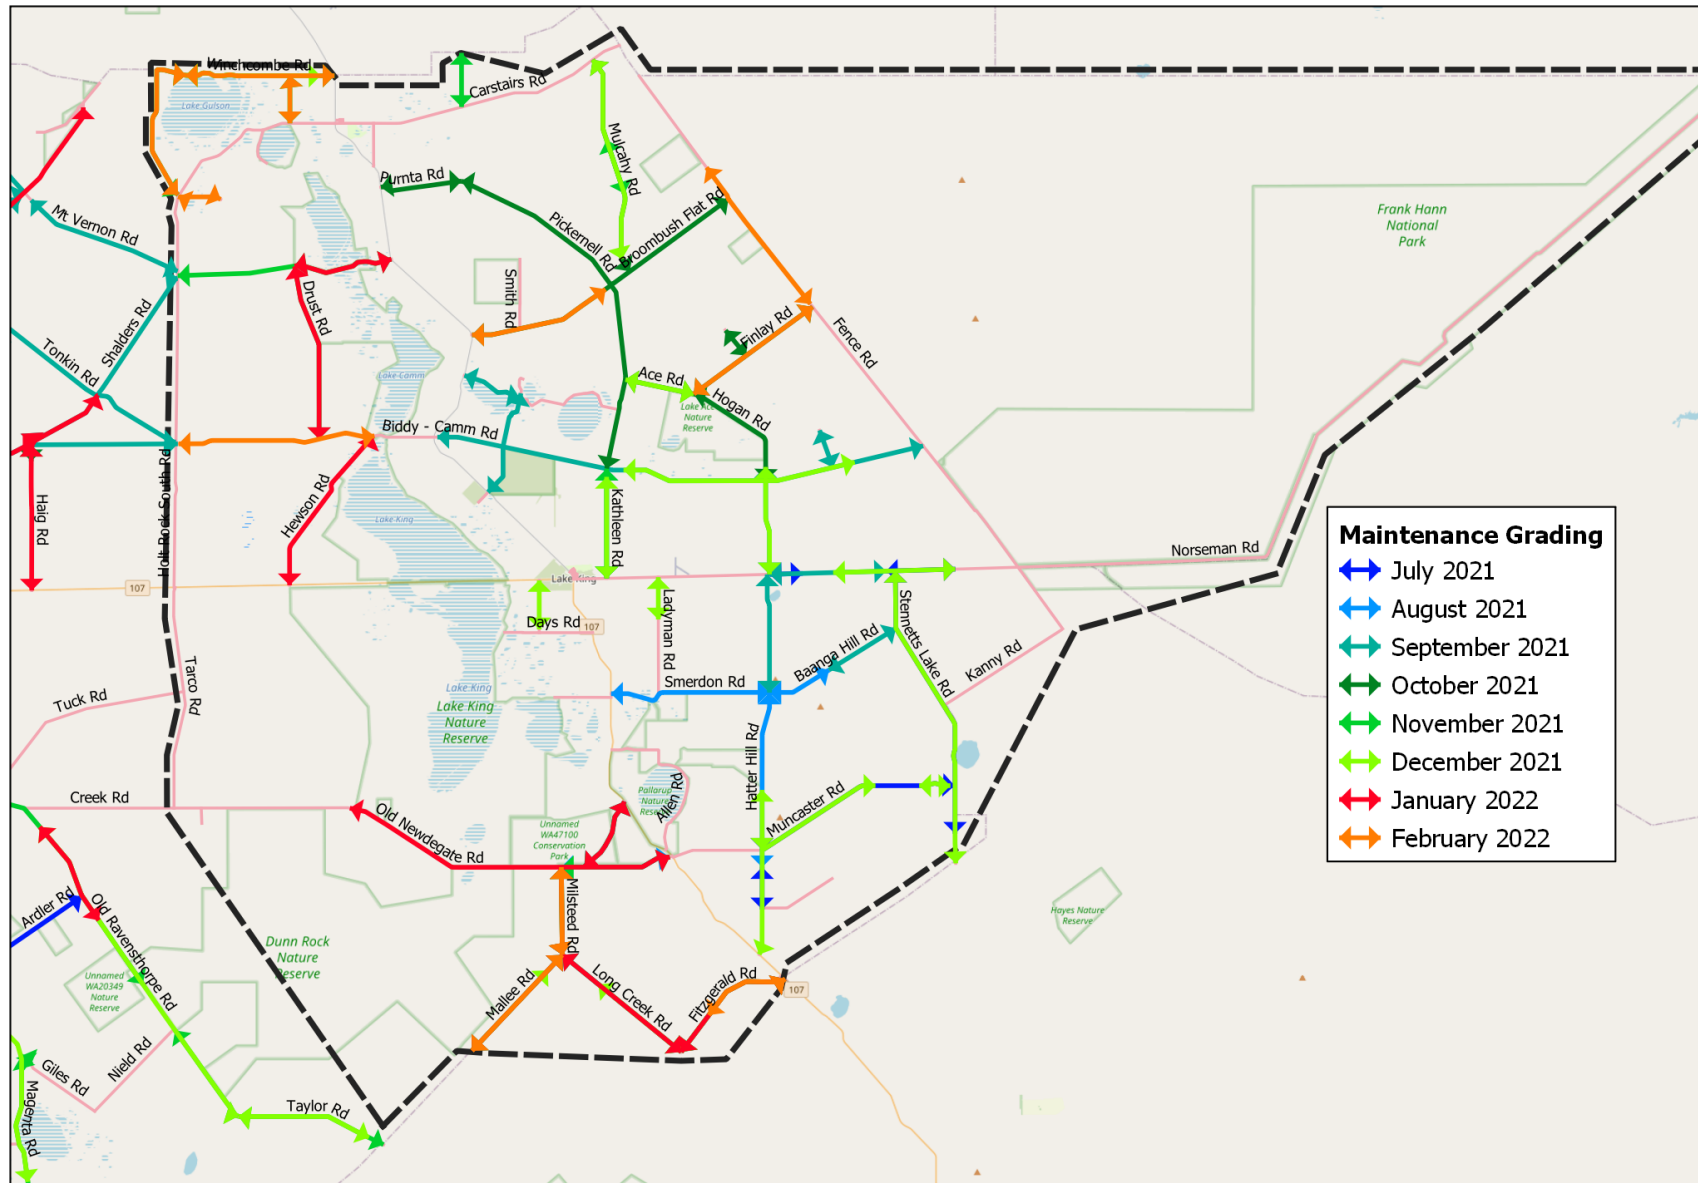 Winchcombe Rd
Lake Gulson
Carstairs Rd
Mulcahy Rd
Purnta Rd
Mt Vernon Rd
Pickernell Rd
Broombush Flat Rd
Frank Hann
National
Park
Smith Rd
Drust Rd
Shalders Rd
Tonkin Rd
Finlay Rd
Fence Rd
Lake Camm
Ace Rd
Hogan Rd
Lake Ace
Nature
Reserve
Biddy - Camm Rd
Haig Rd
Holt Rock South Rd
Hewson Rd
Lake King
Kathleen Rd
Norseman Rd
Lake King
107
Days Rd
107
Ladyman Rd
Stennetts Lake Rd
Baanga Hill Rd
Kanny Rd
Smerdon Rd
Tuck Rd
Tarco Rd
Lake King
Lake King
Nature
Reserve
Hatter Hill Rd
Creek Rd
Old Newdegate Rd
Pallarup
Nature
Reserve
Allen Rd
Muncaster Rd
Unnamed
WA47100
Conservation
Park
Milsteed Rd
Ardler Rd
Old Ravensthorpe Rd
Dunn Rock
Nature
Reserve
Unnamed
WA20349
Nature
Reserve
Hayes Nature
Reserve
Mallee Rd
Long Creek Rd
Fitzgerald Rd
107
Giles Rd
Nield Rd
Magenta Rd
Taylor Rd
Maintenance Grading
July 2021
August 2021
September 2021
October 2021
November 2021
December 2021
January 2022
February 2022